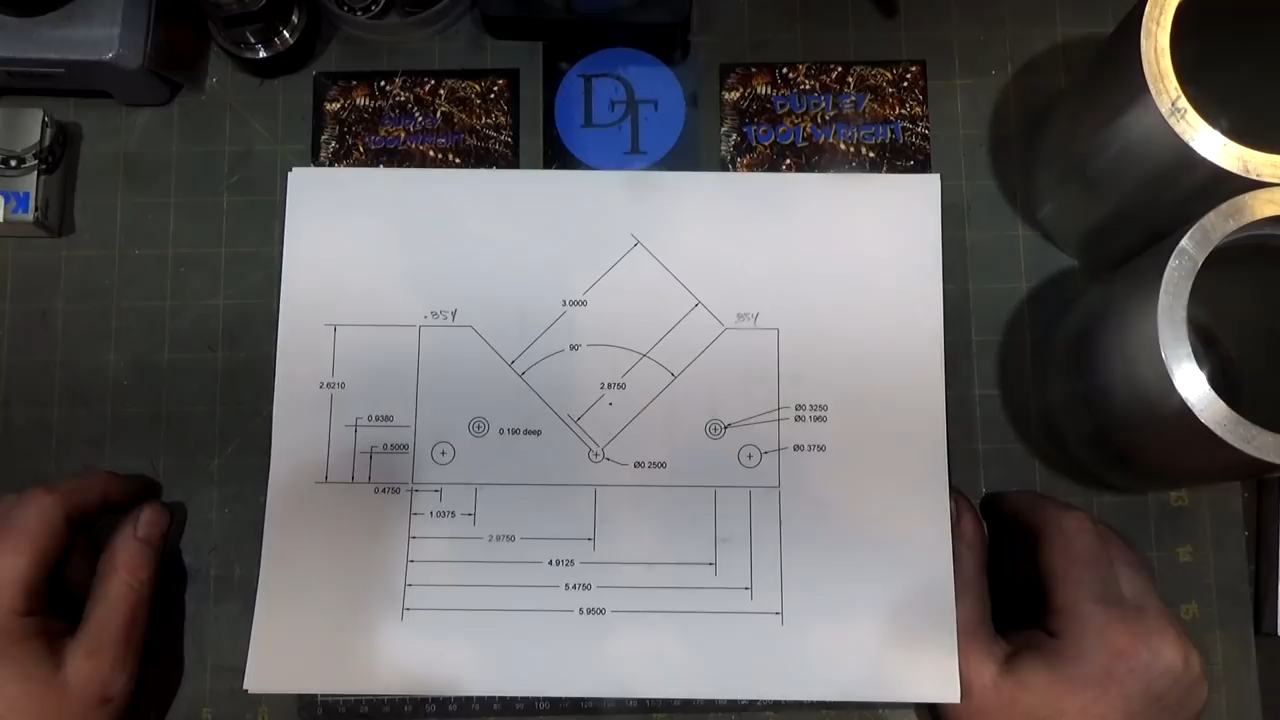 DT
DUDLEY
TOOLWRIGHT
DUDLEY
TOOLWRIGHT
3.0000
.854
.854
90°
2.8750
2.6210
0.9380
0.5000
0.190 deep
Ø0.3250
Ø0.1960
Ø0.3750
Ø0.2500
0.4750
1.0375
2.9750
4.9125
5.4750
5.9500